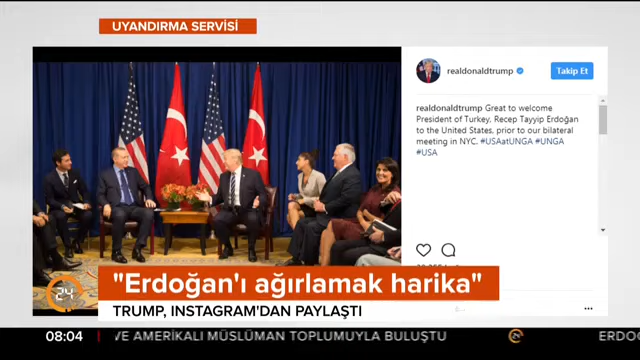 UYANDIRMA SERVİSİ
realdonaldtrump
Takip Et
realdonaldtrump Great to welcome
President of Turkey, Recep Tayyip Erdoğan
to the United States, prior to our bilateral
meeting in NYC. #USAatUNGA #UNGA
#USA
"Erdoğan'ı ağırlamak harika"
24
TRUMP, INSTAGRAM'DAN PAYLAŞTI
08:04
VE AMERİKALI MÜSLÜMAN TOPLUMUYLA BULUŞTU
24
ERDO